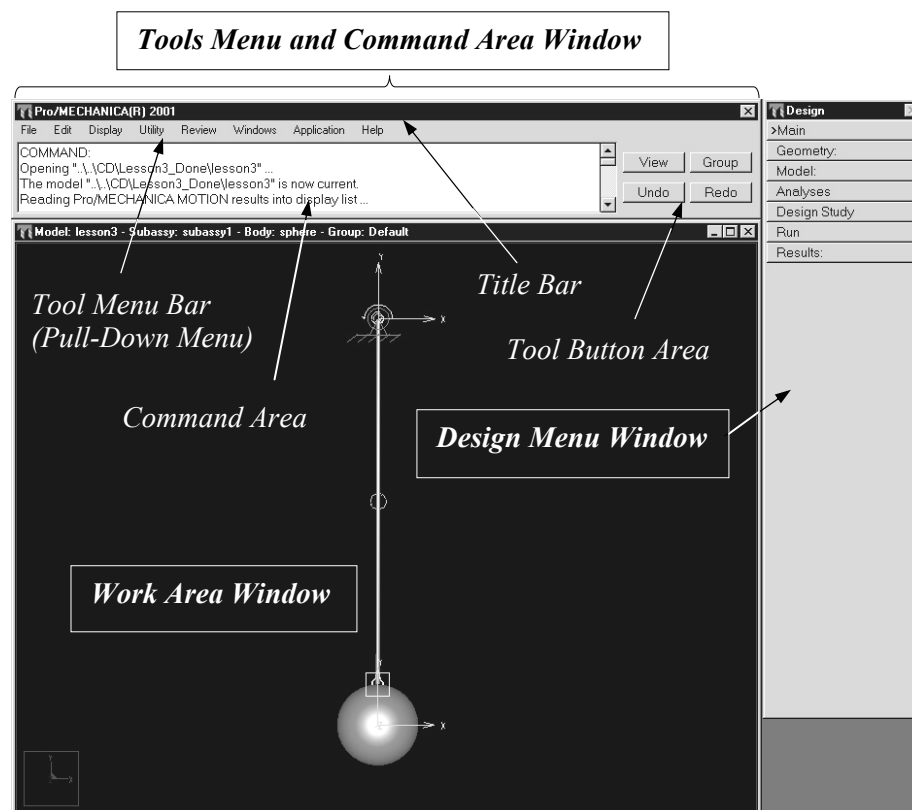 Tools Menu and Command Area Window
Pro/MECHANICA(R) 2001
File Edit Display Utility Review Windows Application Help
COMMAND:
Opening "..\..\CD\Lesson3_Done\lesson3" ...
The model "..\..\CD\Lesson3_Done\lesson3" is now current.
Reading Pro/MECHANICA MOTION results into display list ...
View Group
Undo Redo
Design
>Main
Geometry:
Model:
Analyses
Design Study
Run
Results:
Model: lesson3 - Subassy: subassy1 - Body: sphere - Group: Default
Y
X
Tool Menu Bar
(Pull-Down Menu)
Title Bar
Tool Button Area
Command Area
Design Menu Window
Work Area Window
Y
X
Y
X